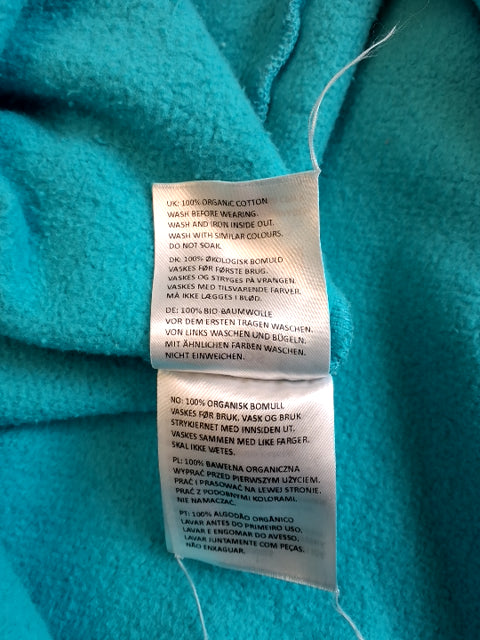 UK: 100% ORGANIC COTTON
WASH BEFORE WEARING.
WASH AND IRON INSIDE OUT.
WASH WITH SIMILAR COLOURS.
DO NOT SOAK.
DK: 100% ØKOLOGISK BOMULD
VASKES FØR FØRSTE BRUG.
VASKES OG STRYGES PÅ VRANGEN.
VASKES MED TILSVARENDE FARVER.
MÅ IKKE LÆGGES I BLØD.
DE: 100% BIO-BAUMWOLLE
VOR DEM ERSTEN TRAGEN WASCHEN.
VON LINKS WASCHEN UND BÜGELN.
MIT ÄHNLICHEN FARBEN WASCHEN.
NICHT EINWEICHEN.
NO: 100% ORGANISK BOMULL
VASKES FØR BRUK. VASK OG BRUK
STRYKJERNET MED INNSIDEN UT.
VASKES SAMMEN MED LIKE FARGER.
SKAL IKKE VÆTES.
PL: 100% BAWEŁNA ORGANICZNA
WYPRAĆ PRZED PIERWSZYM UŻYCIEM.
PRAĆ I PRASOWAĆ NA LEWEJ STRONIE.
PRAĆ Z PODOBNYMI KOLORAMI.
NIE NAMACZAĆ.
PT: 100% ALGODÃO ORGÂNICO
LAVAR ANTES DO PRIMEIRO USO.
LAVAR E ENGOMAR DO AVESSO.
LAVAR JUNTAMENTE COM PEÇAS.
NÃO ENXAGUAR.